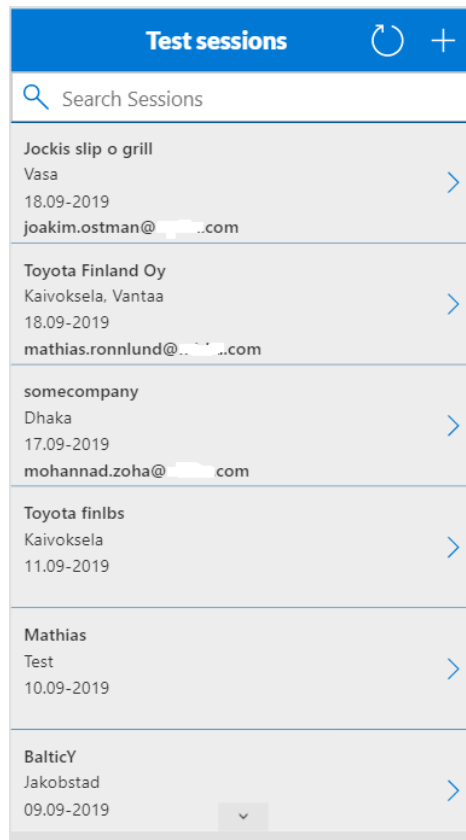 Test sessions
Search Sessions
Jockis slip o grill
Vasa
18.09-2019
joakim.ostman@ .com
Toyota Finland Oy
Kaivoksela, Vantaa
18.09-2019
mathias.ronnlund@ .com
somecompany
Dhaka
17.09-2019
mohannad.zoha@ com
Toyota finlbs
Kaivoksela
11.09-2019
Mathias
Test
10.09-2019
BalticY
Jakobstad
09.09-2019